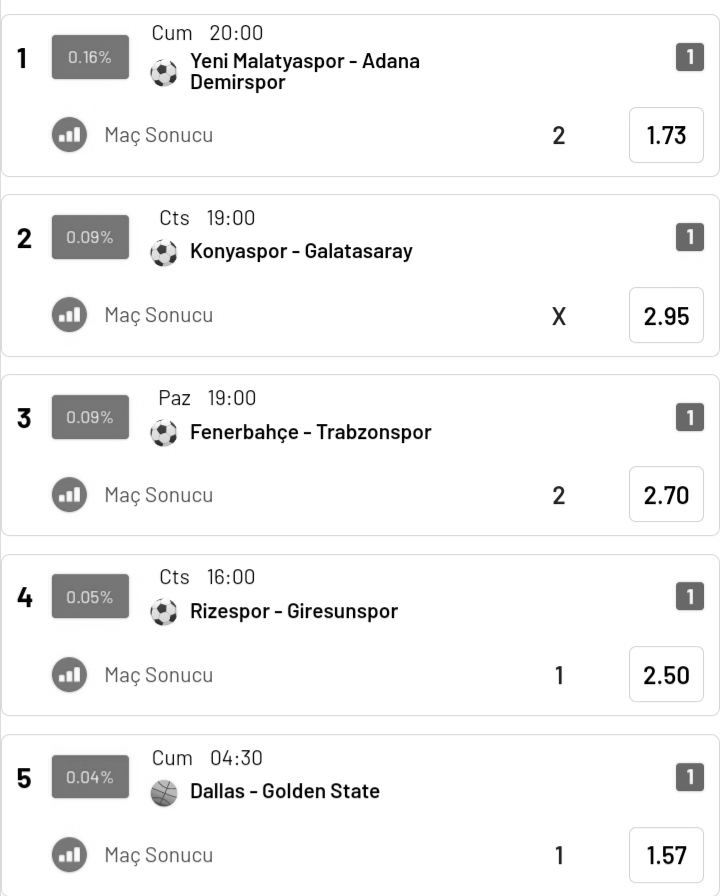 Cum 20:00
1 0.16% Yeni Malatyaspor - Adana 1
Demirspor
Maç Sonucu 2 1.73
Cts 19:00
2 0.09% Konyaspor - Galatasaray 1
Maç Sonucu X 2.95
Paz 19:00
3 0.09% Fenerbahçe - Trabzonspor 1
Maç Sonucu 2 2.70
Cts 16:00
4 0.05% Rizespor - Giresunspor 1
Maç Sonucu 1 2.50
Cum 04:30
5 0.04% Dallas - Golden State 1
Maç Sonucu 1 1.57